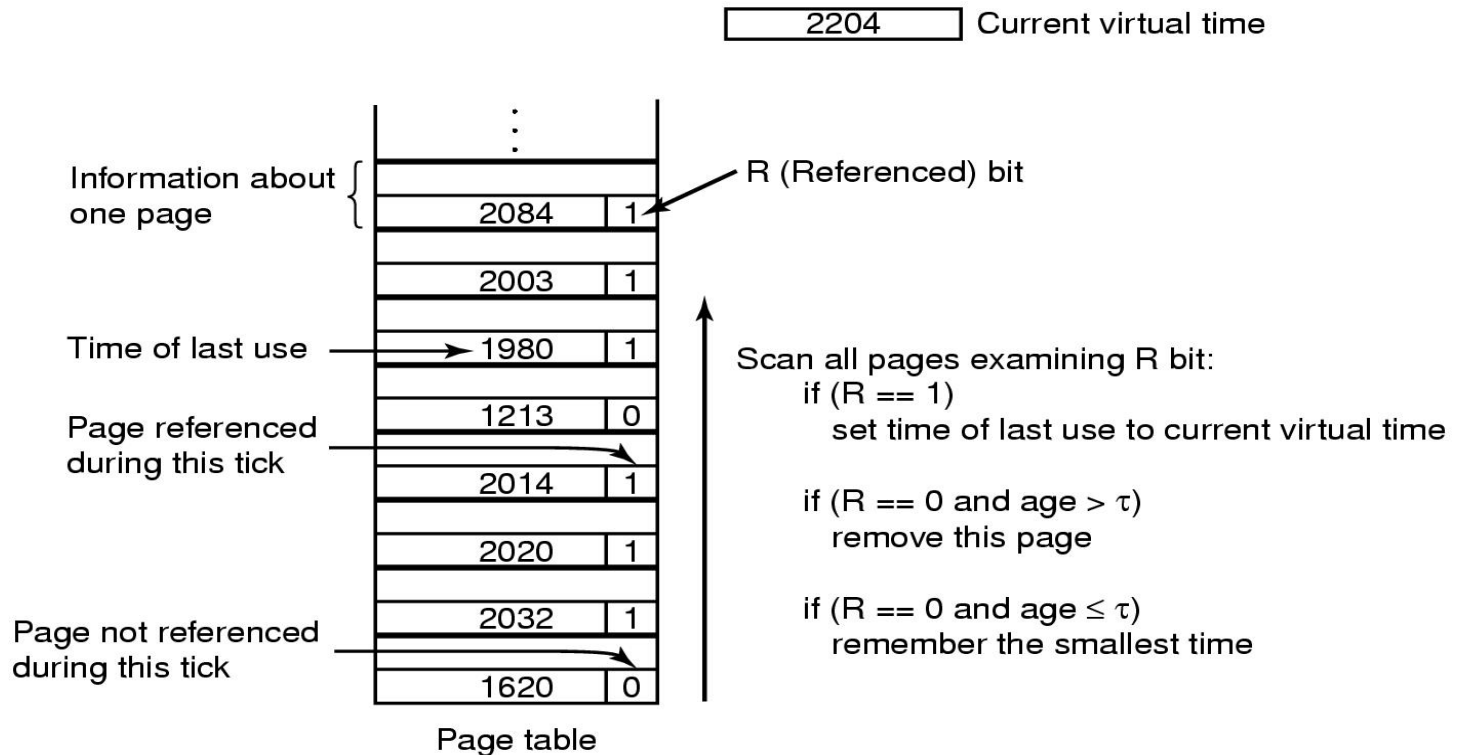 2204 Current virtual time
Information about
one page
R (Referenced) bit
2084 1
2003 1
Time of last use
1980 1
1213 0
Page referenced
during this tick
2014 1
2020 1
2032 1
Page not referenced
during this tick
1620 0
Page table
Scan all pages examining R bit:
if (R == 1)
set time of last use to current virtual time
if (R == 0 and age > τ)
remove this page
if (R == 0 and age ≤ τ)
remember the smallest time